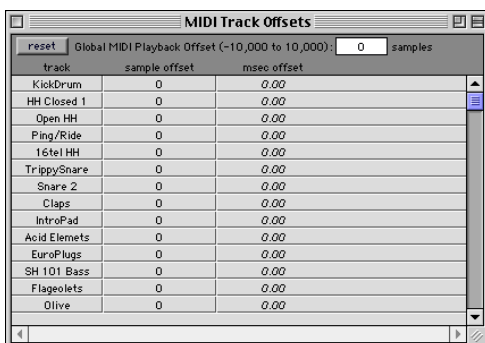 MIDI Track Offsets
reset Global MIDI Playback Offset (-10,000 to 10,000): 0 samples
track sample offset msec offset
KickDrum 0 0.00
HH Closed 1 0 0.00
Open HH 0 0.00
Ping/Ride 0 0.00
16tel HH 0 0.00
TrippySnare 0 0.00
Snare 2 0 0.00
Claps 0 0.00
IntroPad 0 0.00
Acid Elemets 0 0.00
EuroPlugs 0 0.00
SH 101 Bass 0 0.00
Flageolets 0 0.00
Olive 0 0.00